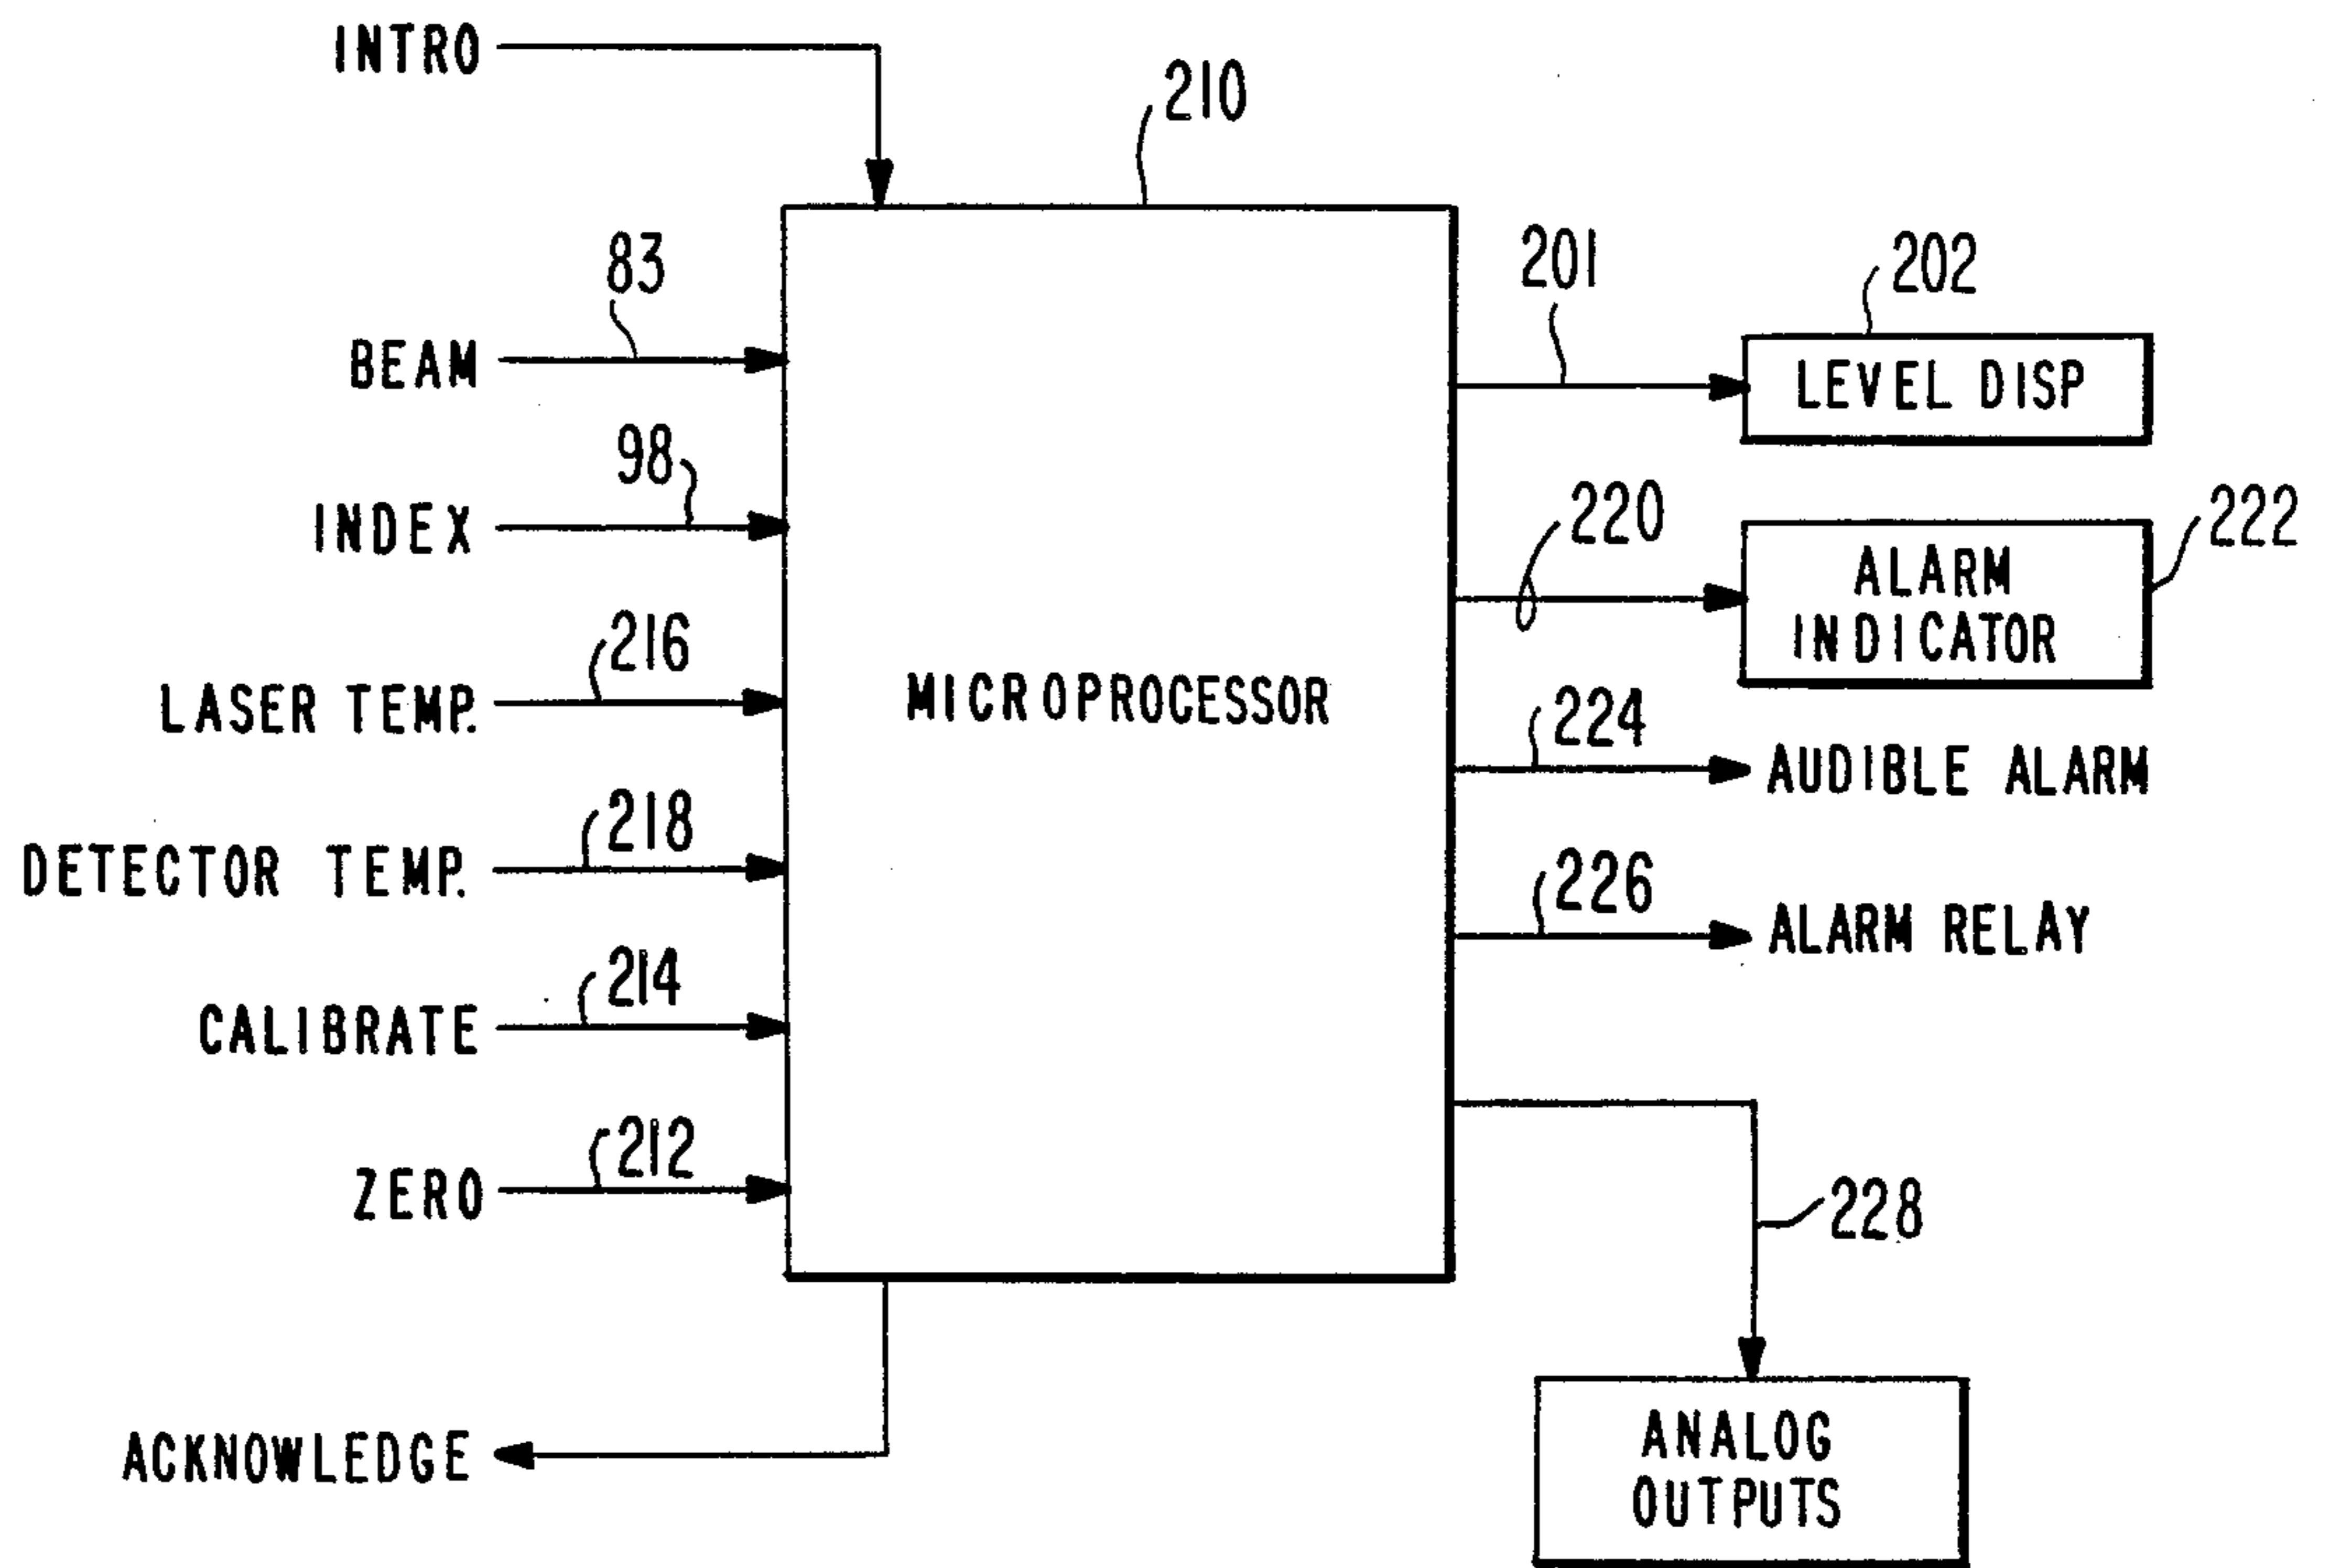 INTRO
210
83
BEAM
201
202
LEVEL DISP
98
INDEX
220
222
ALARM
INDICATOR
216
LASER TEMP.
MICROPROCESSOR
224
AUDIBLE ALARM
218
DETECTOR TEMP.
226
ALARM RELAY
214
CALIBRATE
212
ZERO
228
ACKNOWLEDGE
ANALOG
OUTPUTS